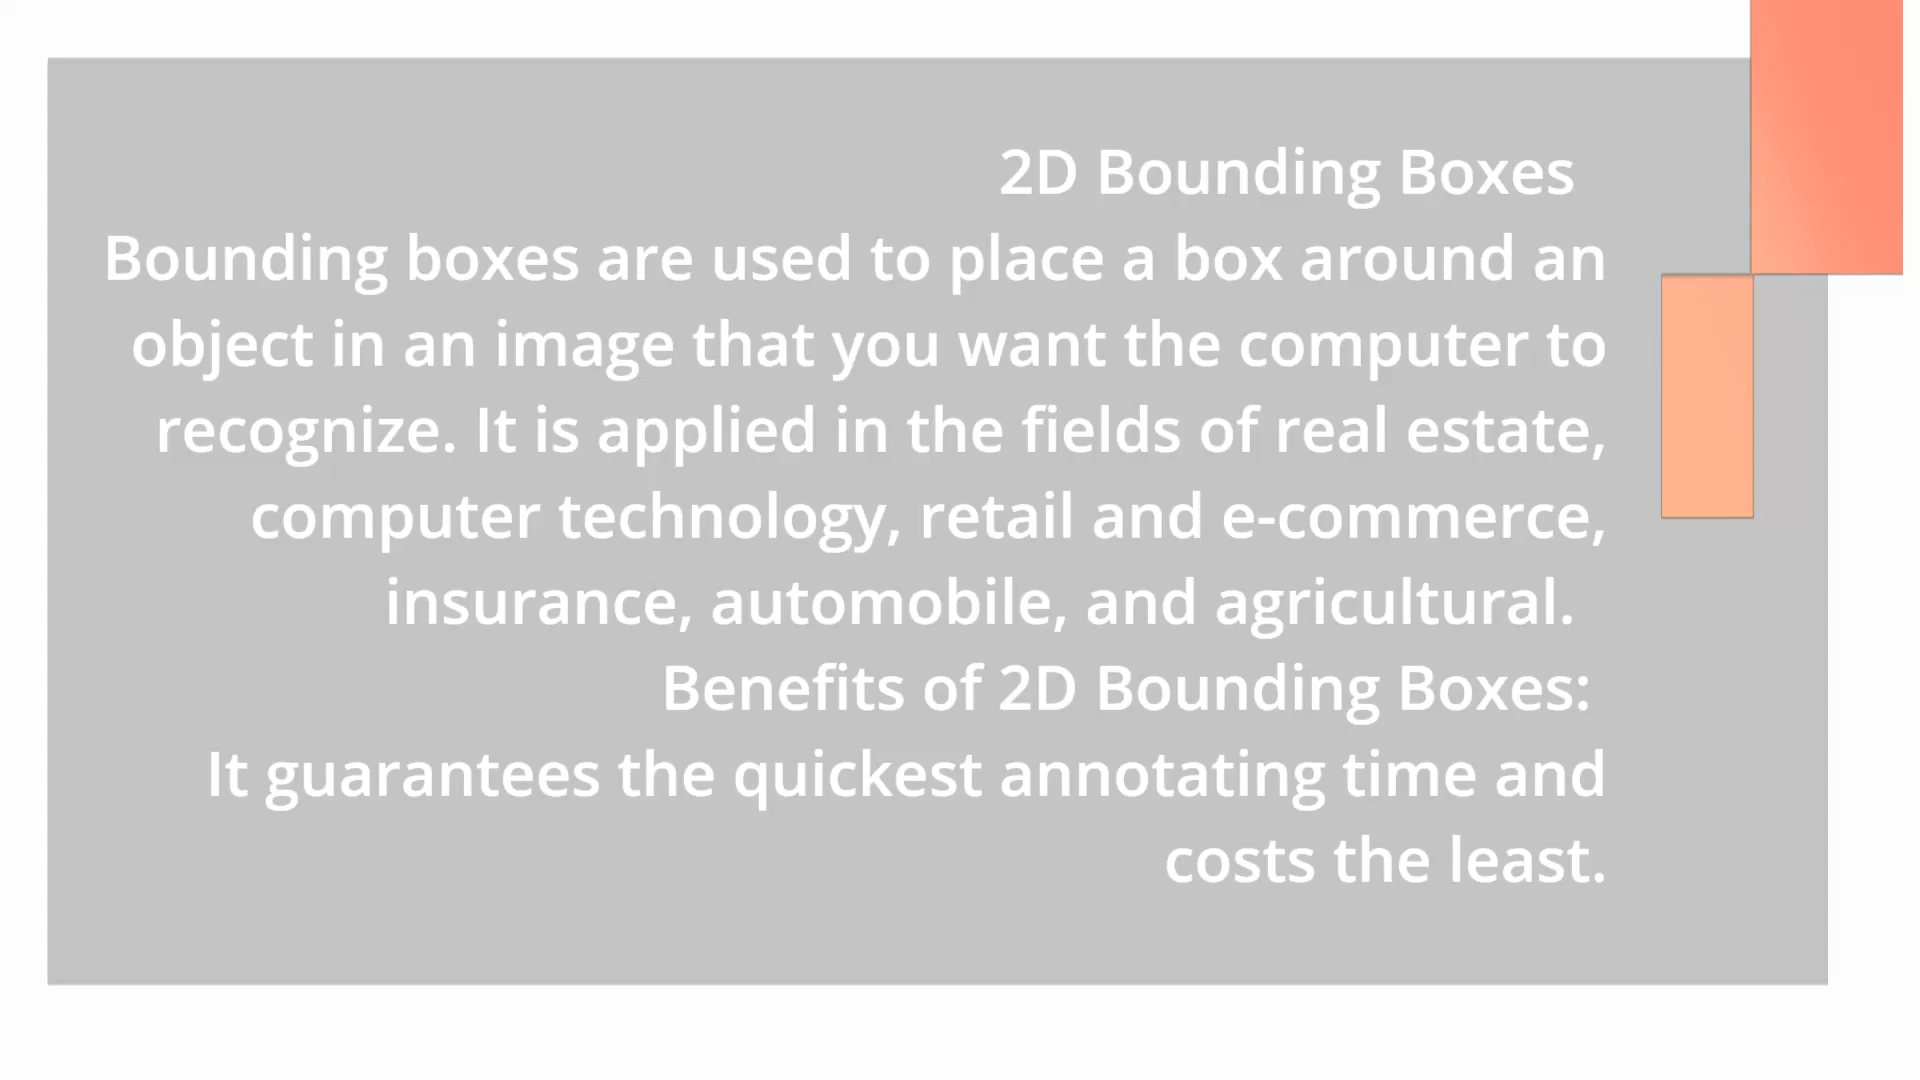 2D Bounding Boxes
Bounding boxes are used to place a box around an
object in an image that you want the computer to
recognize. It is applied in the fields of real estate,
computer technology, retail and e-commerce,
insurance, automobile, and agricultural.
Benefits of 2D Bounding Boxes:
It guarantees the quickest annotating time and
costs the least.